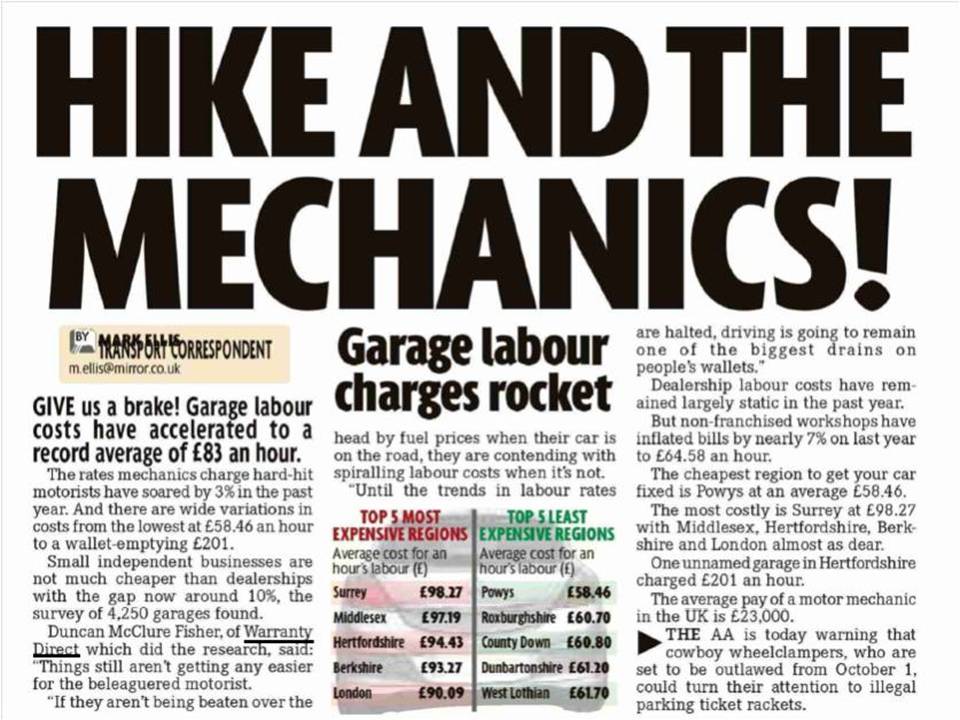 HIKE AND THE
MECHANICS!
BY MARK ELLIS
TRANSPORT CORRESPONDENT
m.ellis@mirror.co.uk
GIVE us a brake! Garage labour
costs have accelerated to a
record average of £83 an hour.
The rates mechanics charge hard-hit
motorists have soared by 3% in the past
year. And there are wide variations in
costs from the lowest at £58.46 an hour
to a wallet-emptying £201.
Small independent businesses are
not much cheaper than dealerships
with the gap now around 10%, the
survey of 4,250 garages found.
Duncan McClure Fisher, of Warranty
Direct which did the research, said:
"Things still aren't getting any easier
for the beleaguered motorist.
"If they aren't being beaten over the
Garage labour
charges rocket
head by fuel prices when their car is
on the road, they are contending with
spiralling labour costs when it's not.
"Until the trends in labour rates
TOP 5 MOST
EXPENSIVE REGIONS
Average cost for an
hour's labour (£)
Surrey £98.27
Middlesex £97.19
Hertfordshire £94.43
Berkshire £93.27
London £90.09
TOP 5 LEAST
EXPENSIVE REGIONS
Average cost for an
hour's labour (£)
Powys £58.46
Roxburghshire £60.70
County Down £60.80
Dunbartonshire £61.20
West Lothian £61.70
are halted, driving is going to remain
one of the biggest drains on
people's wallets."
Dealership labour costs have rem-
ained largely static in the past year.
But non-franchised workshops have
inflated bills by nearly 7% on last year
to £64.58 an hour.
The cheapest region to get your car
fixed is Powys at an average £58.46.
The most costly is Surrey at £98.27
with Middlesex, Hertfordshire, Berk-
shire and London almost as dear.
One unnamed garage in Hertfordshire
charged £201 an hour.
The average pay of a motor mechanic
in the UK is £23,000.
THE AA is today warning that
cowboy wheelclampers, who are
set to be outlawed from October 1,
could turn their attention to illegal
parking ticket rackets.